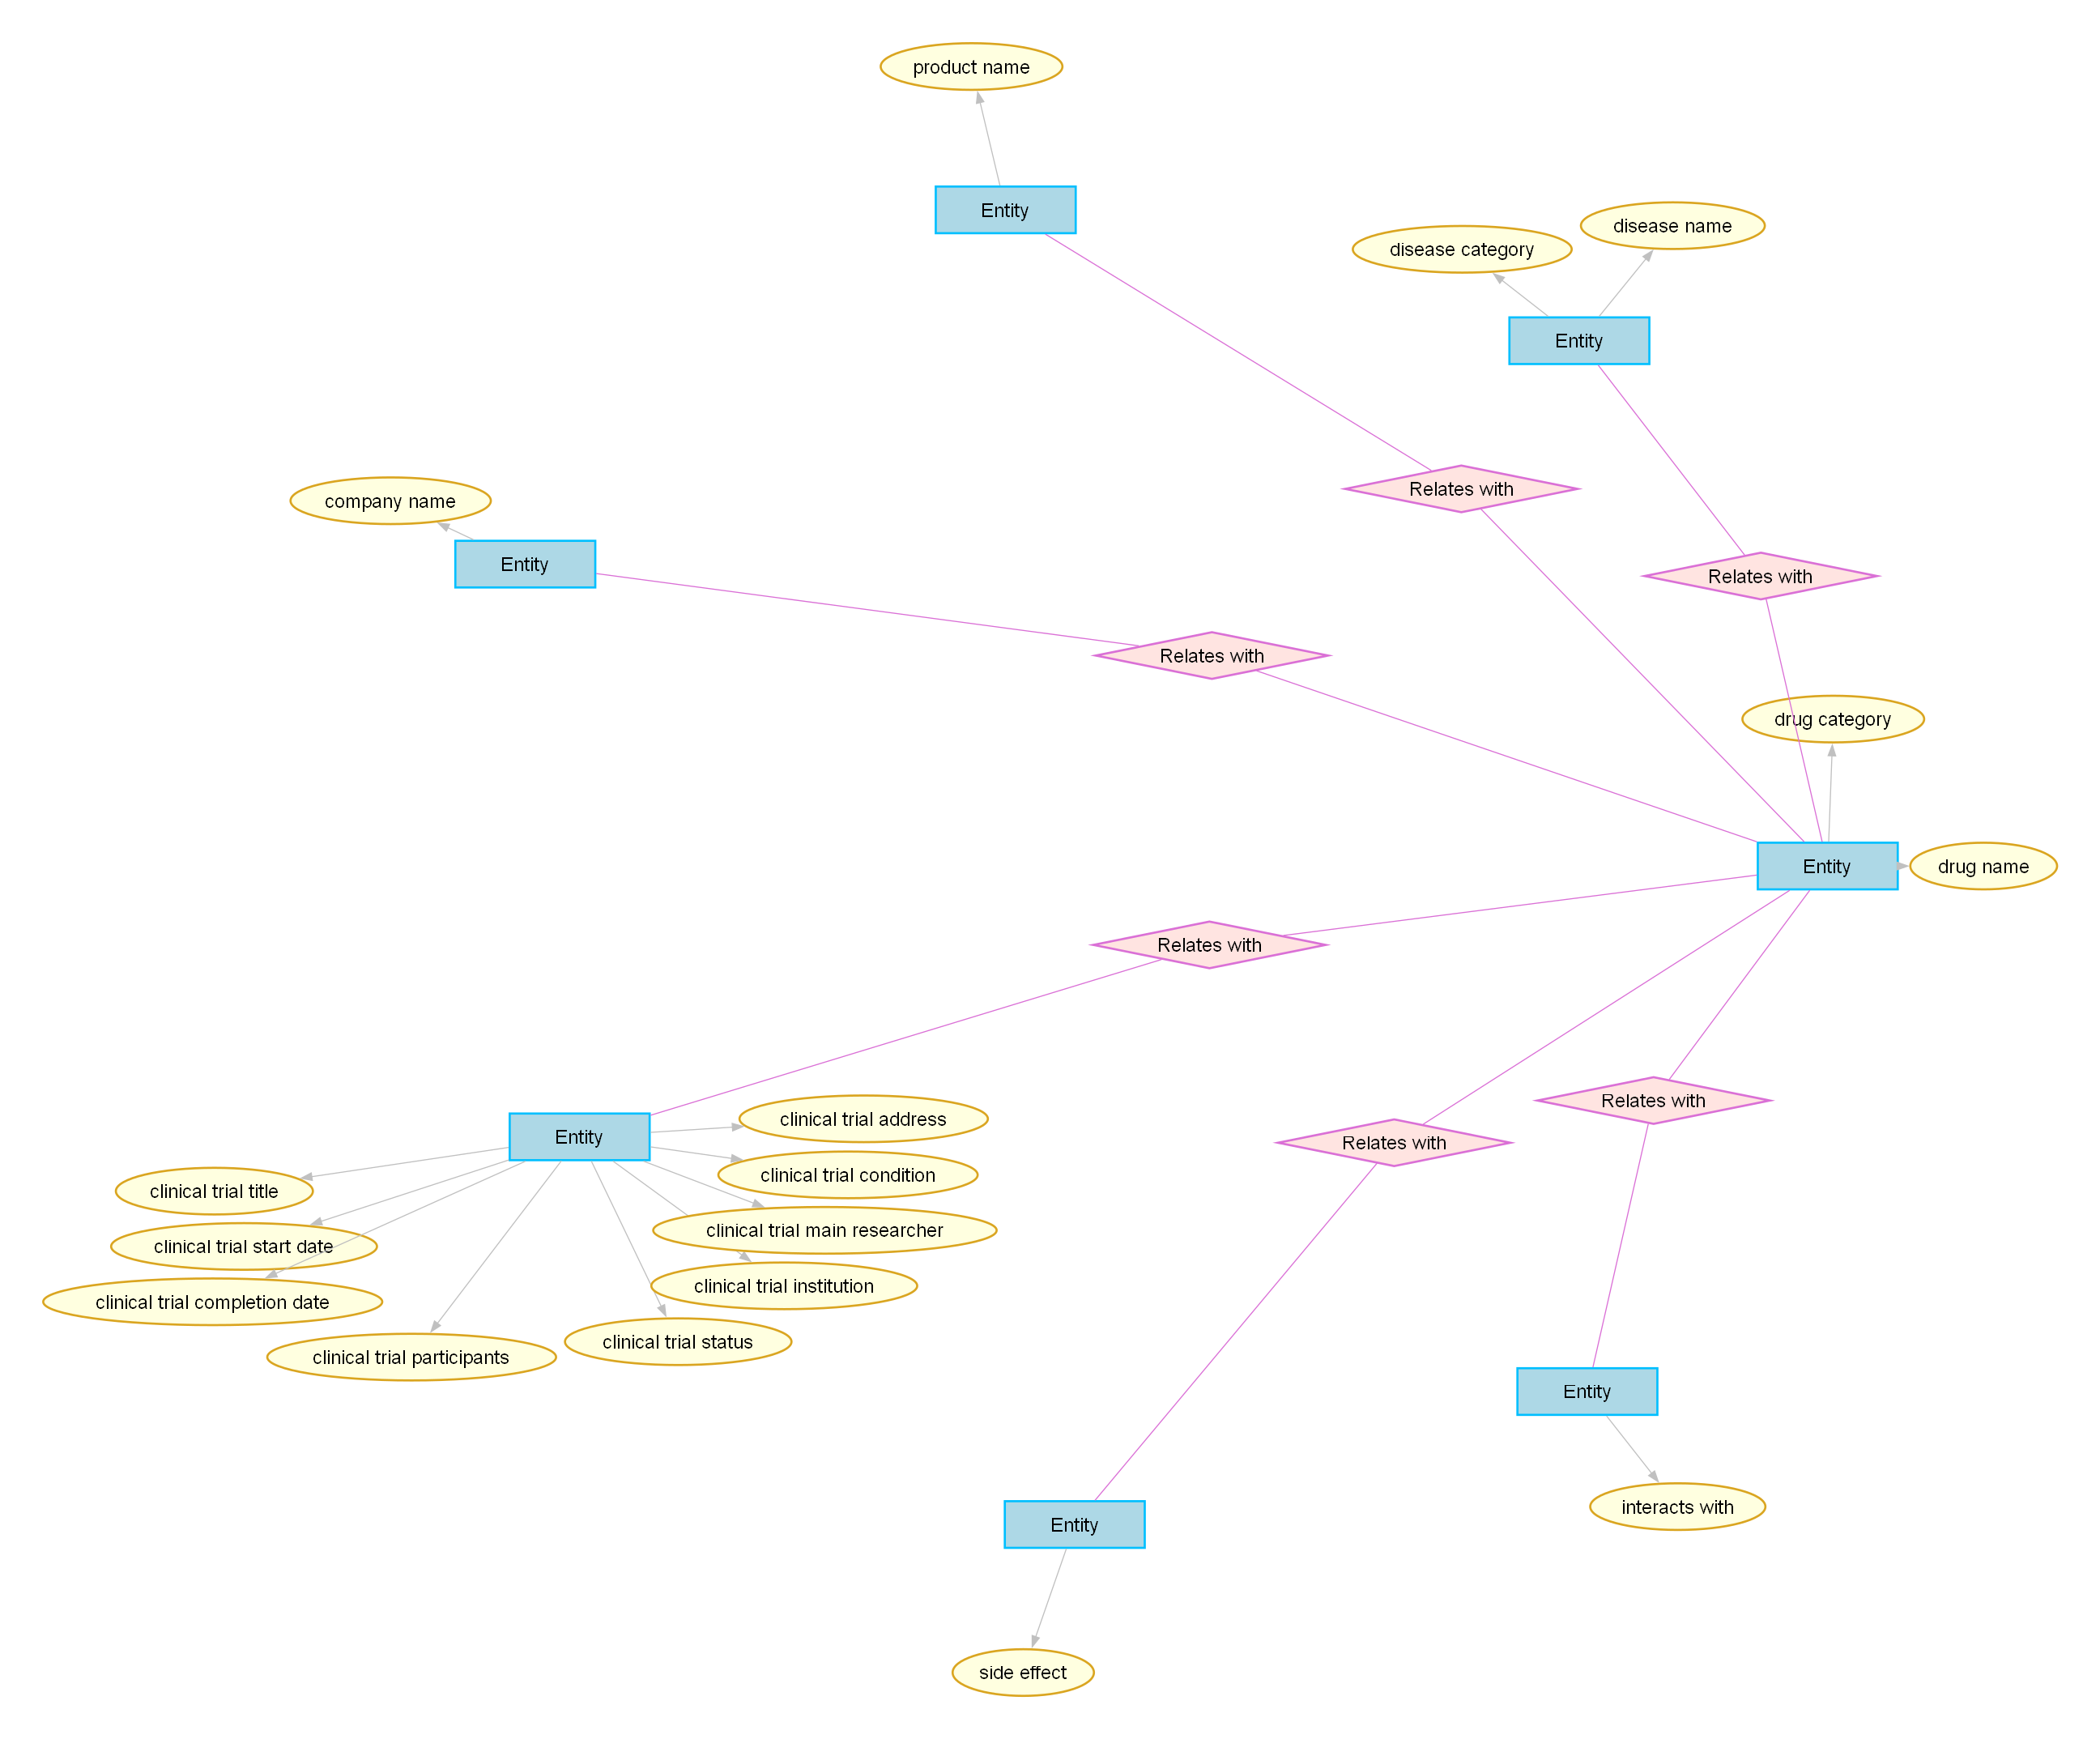 product name
Entity
disease name
disease category
Entity
Relates with
company name
Entity
Relates with
Relates with
drug category
Entity
drug name
Relates with
clinical trial address
Entity
clinical trial condition
clinical trial title
clinical trial main researcher
clinical trial start date
clinical trial institution
clinical trial completion date
clinical trial status
clinical trial participants
Relates with
Relates with
Entity
interacts with
Entity
side effect